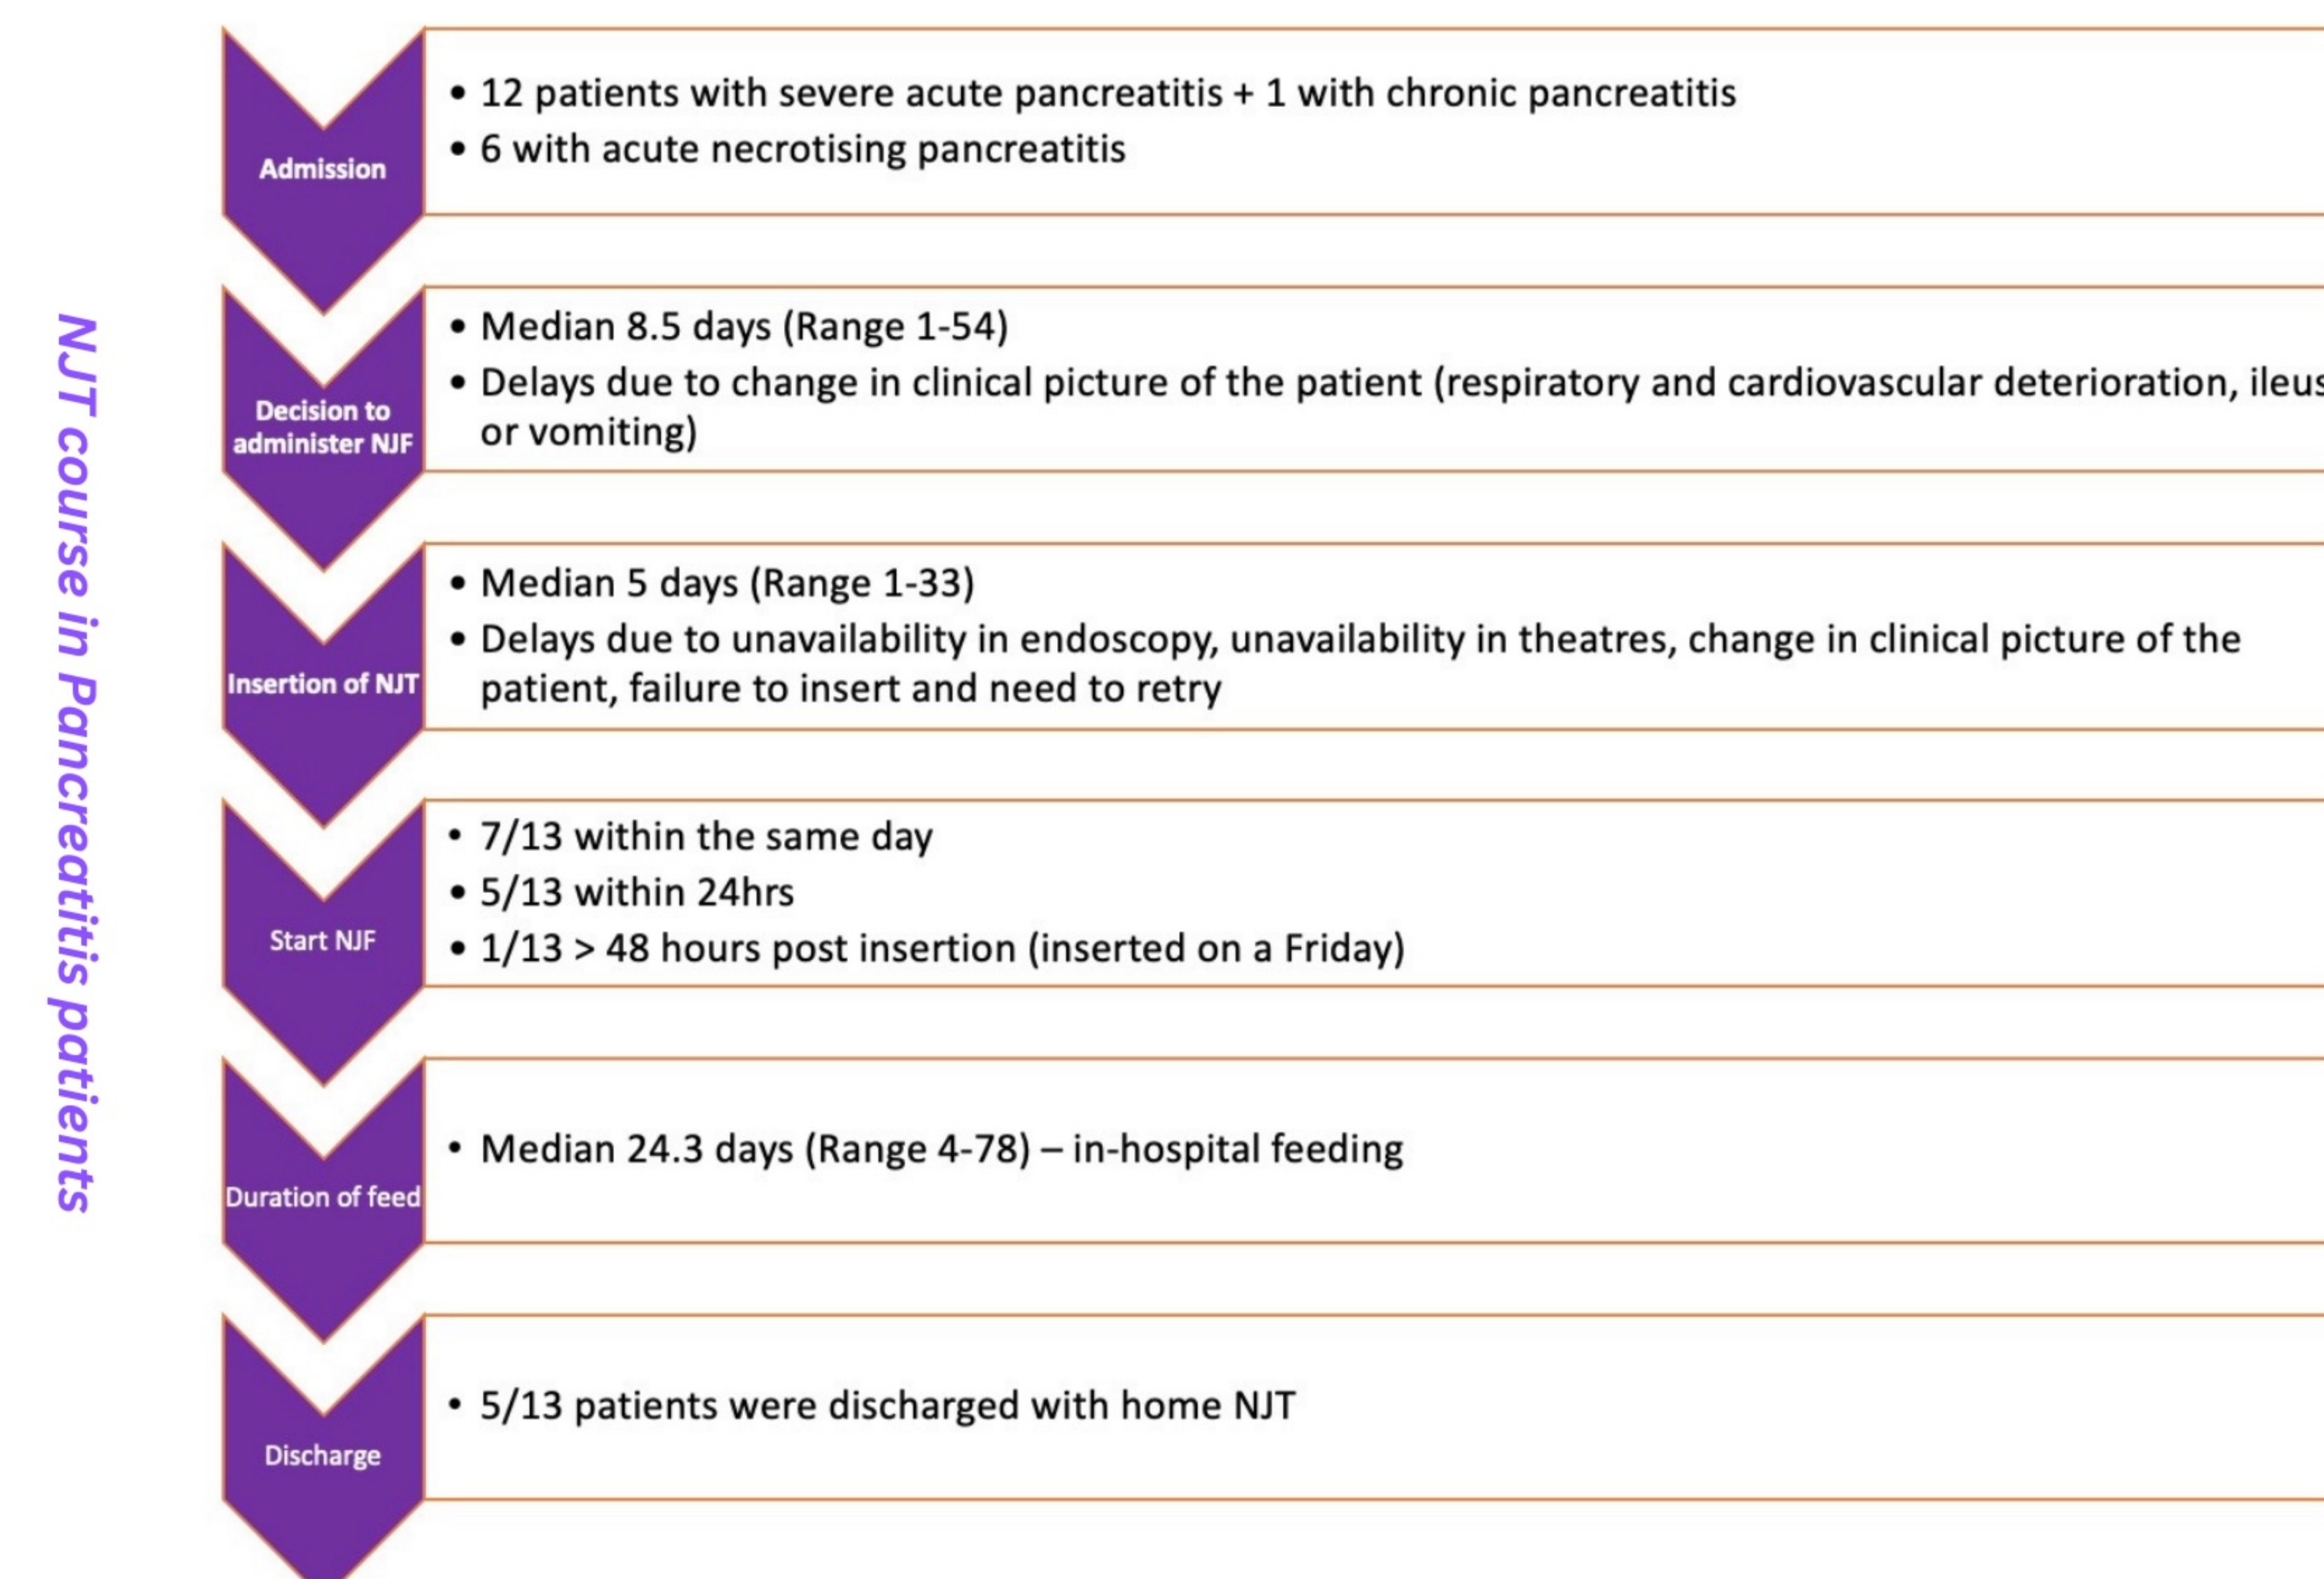 NJT course in Pancreatitis patients
Admission
• 12 patients with severe acute pancreatitis + 1 with chronic pancreatitis
• 6 with acute necrotising pancreatitis
Decision to
administer NJF
• Median 8.5 days (Range 1-54)
• Delays due to change in clinical picture of the patient (respiratory and cardiovascular deterioration, ileus
or vomiting)
Insertion of NJT
• Median 5 days (Range 1-33)
• Delays due to unavailability in endoscopy, unavailability in theatres, change in clinical picture of the
patient, failure to insert and need to retry
Start NJF
• 7/13 within the same day
• 5/13 within 24hrs
• 1/13 > 48 hours post insertion (inserted on a Friday)
Duration of feed
• Median 24.3 days (Range 4-78) – in-hospital feeding
Discharge
• 5/13 patients were discharged with home NJT